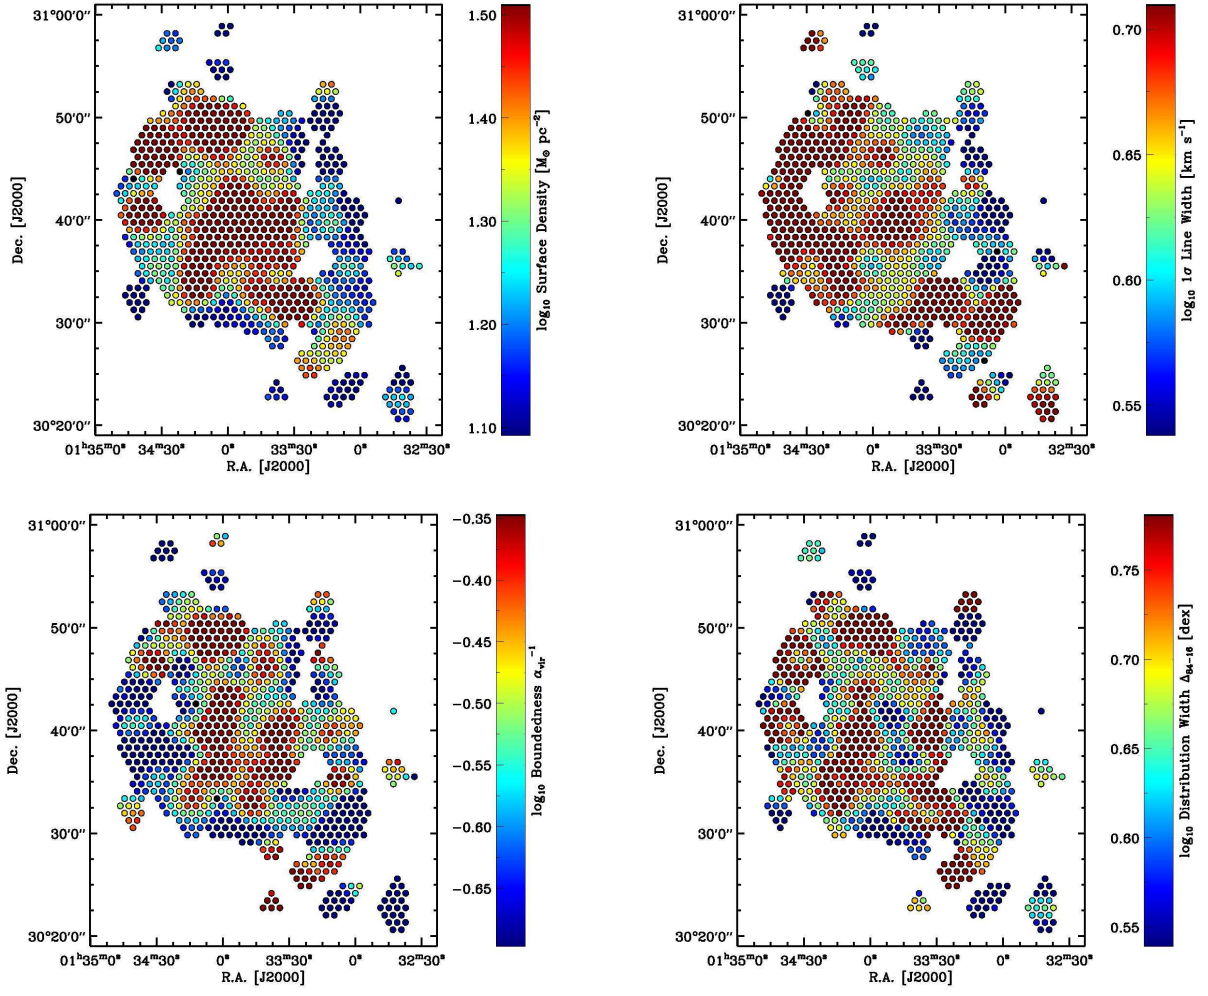 31°00′0″
50′0″
40′0″
30′0″
30°20′0″
Dec. [J2000]
01ʰ35ᵐ0ˢ 34ᵐ30ˢ 0ˢ 33ᵐ30ˢ 0ˢ 32ᵐ30ˢ
R.A. [J2000]
1.50
1.40
1.30
1.20
1.10
log₁₀ Surface Density [M⊙ pc⁻²]
31°00′0″
50′0″
40′0″
30′0″
30°20′0″
Dec. [J2000]
01ʰ35ᵐ0ˢ 34ᵐ30ˢ 0ˢ 33ᵐ30ˢ 0ˢ 32ᵐ30ˢ
R.A. [J2000]
0.70
0.65
0.60
0.55
log₁₀ 1σ Line Width [km s⁻¹]
31°00′0″
50′0″
40′0″
30′0″
30°20′0″
Dec. [J2000]
01ʰ35ᵐ0ˢ 34ᵐ30ˢ 0ˢ 33ᵐ30ˢ 0ˢ 32ᵐ30ˢ
R.A. [J2000]
−0.35
−0.40
−0.45
−0.50
−0.55
−0.60
−0.65
log₁₀ Boundedness αᵥᵢᵣ⁻¹
31°00′0″
50′0″
40′0″
30′0″
30°20′0″
Dec. [J2000]
01ʰ35ᵐ0ˢ 34ᵐ30ˢ 0ˢ 33ᵐ30ˢ 0ˢ 32ᵐ30ˢ
R.A. [J2000]
0.75
0.70
0.65
0.60
0.55
log₁₀ Distribution Width Δ₈₄₋₁₆ [dex]